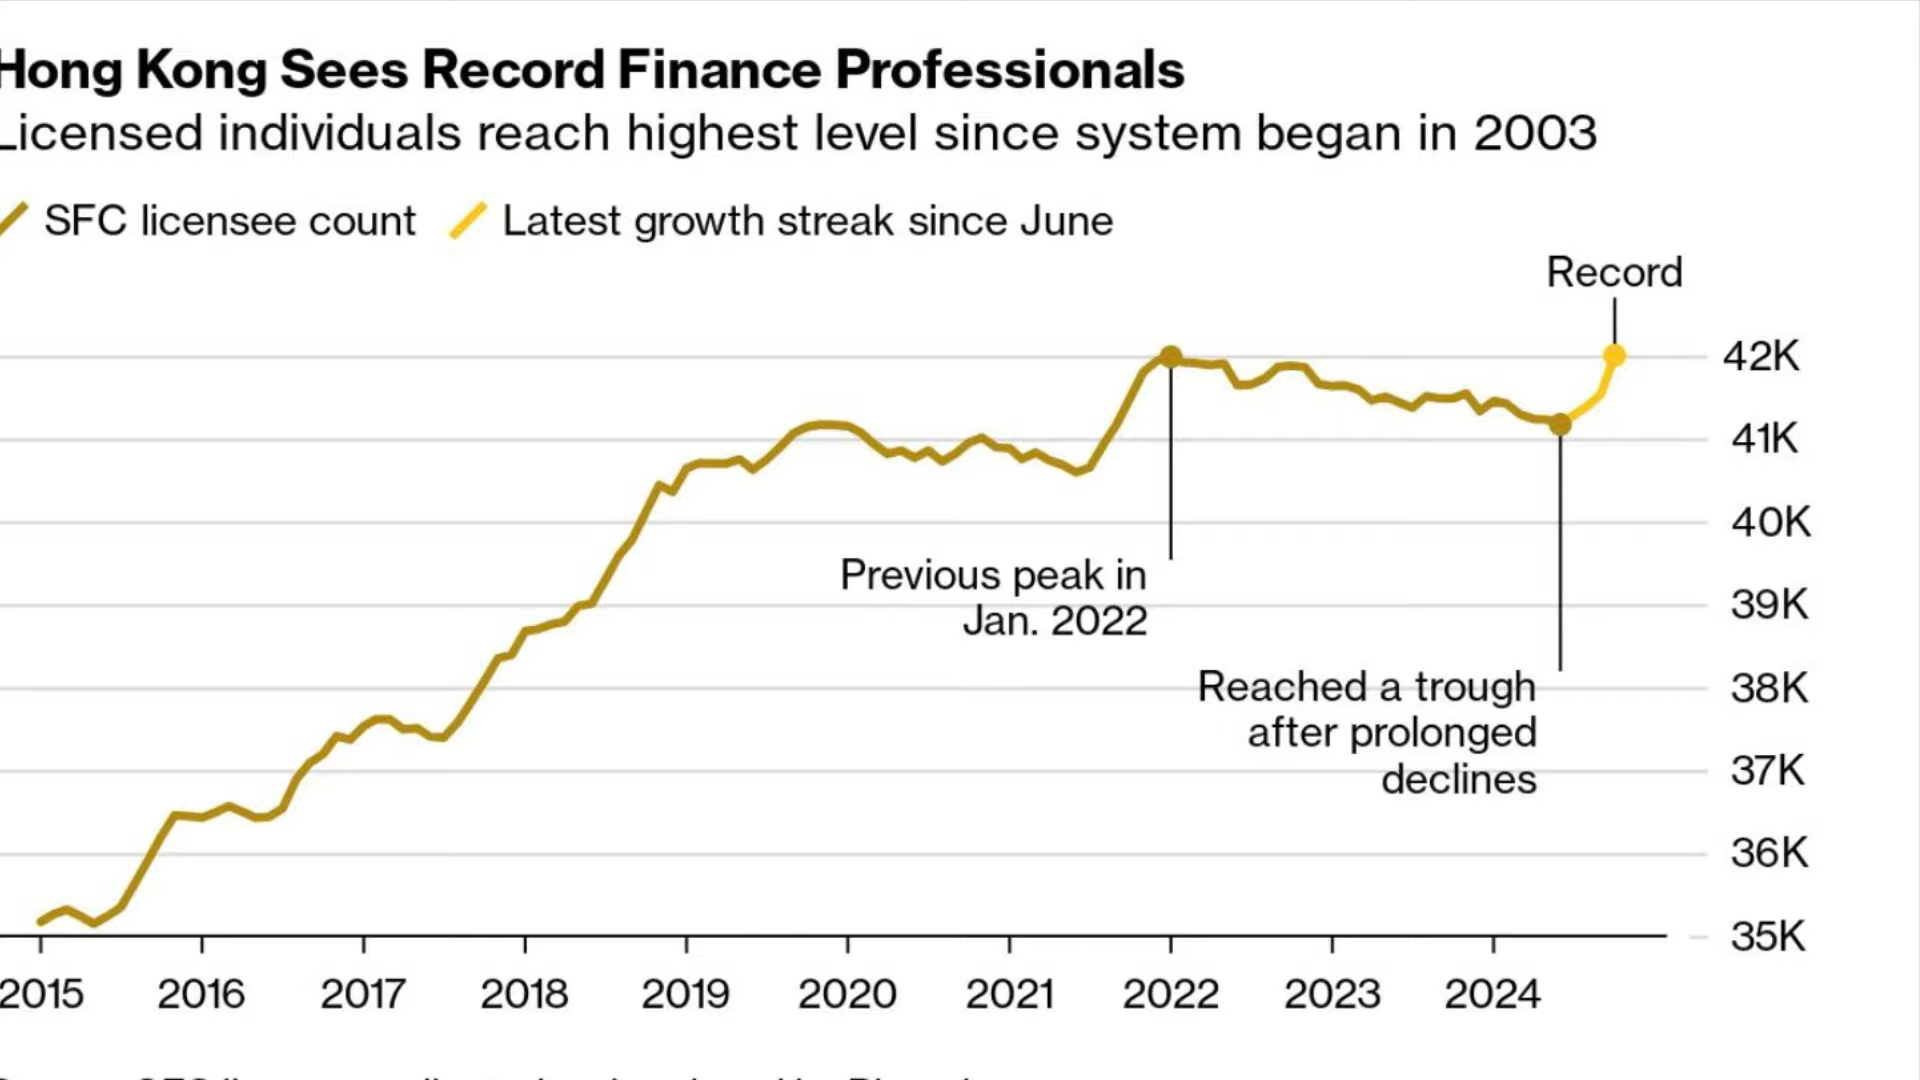 Hong Kong Sees Record Finance Professionals
Licensed individuals reach highest level since system began in 2003
SFC licensee count
Latest growth streak since June
Record
42K
41K
40K
Previous peak in
Jan. 2022
39K
Reached a trough
after prolonged
declines
38K
37K
36K
35K
2015 2016 2017 2018 2019 2020 2021 2022 2023 2024